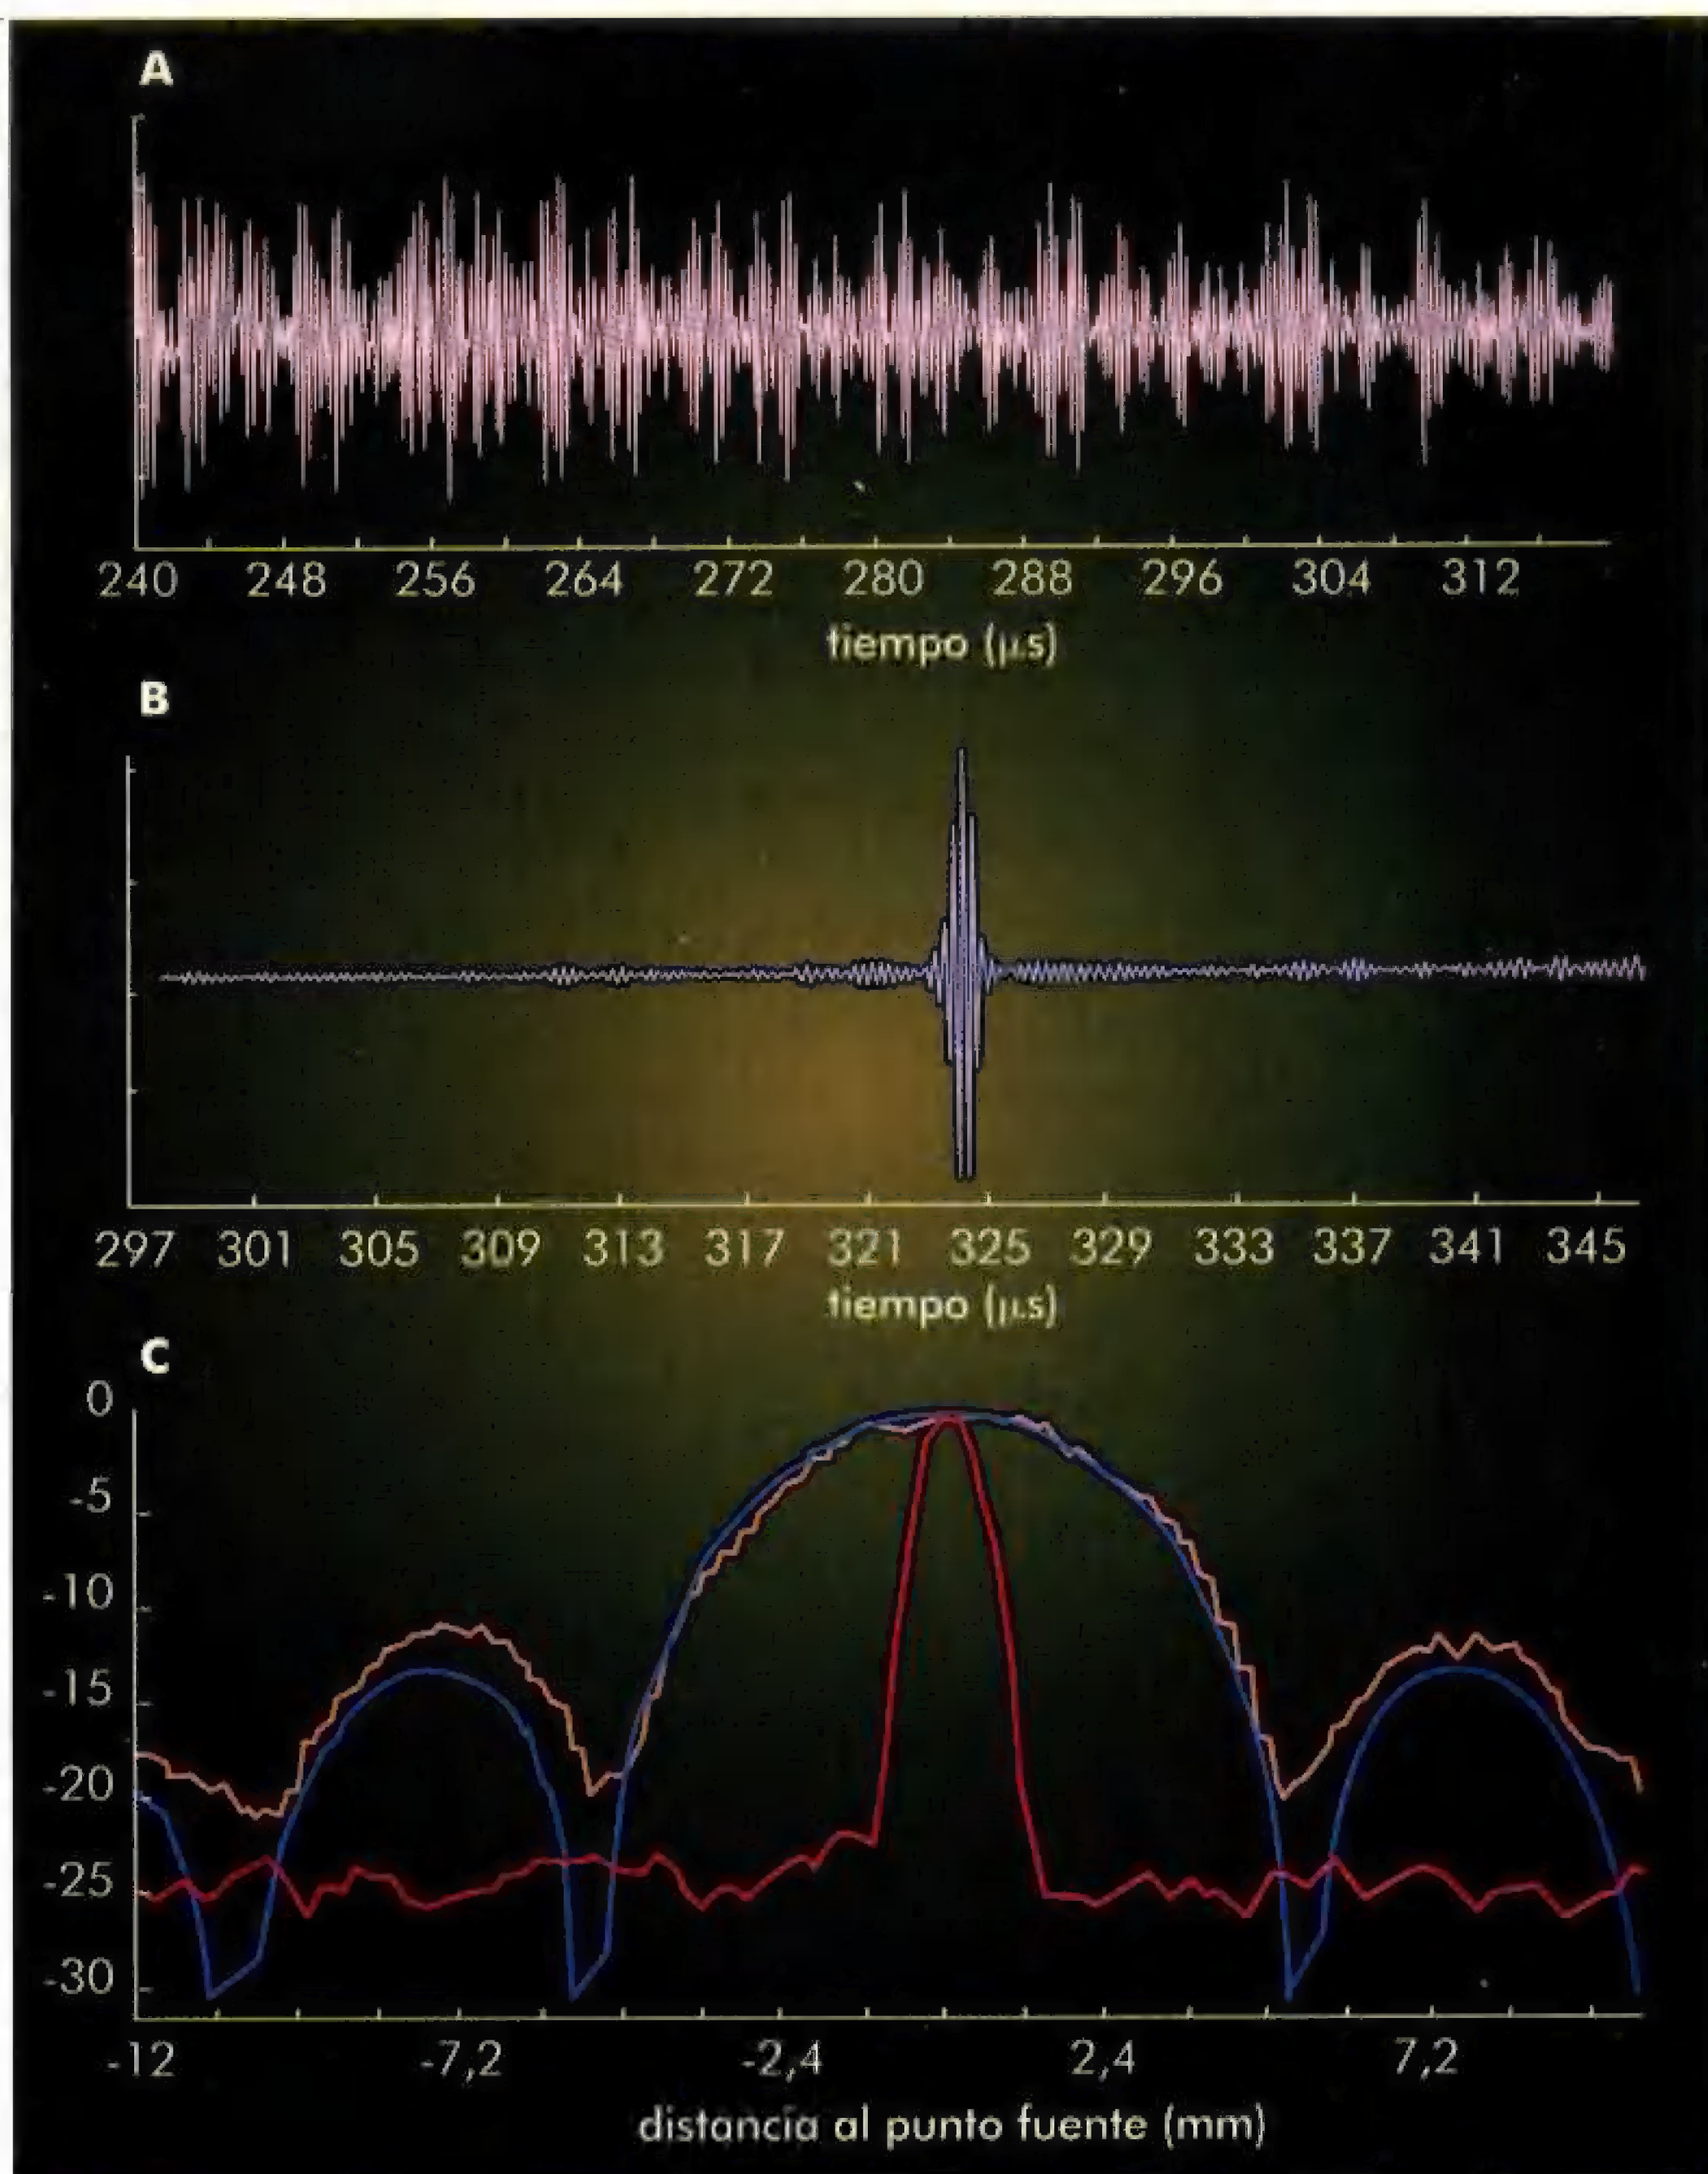 A
240 248 256 264 272 280 288 296 304 312
tiempo (μs)
B
297 301 305 309 313 317 321 325 329 333 337 341 345
tiempo (μs)
C
0
-5
-10
-15
-20
-25
-30
-12 -7,2 -2,4 2,4 7,2
distancia al punto fuente (mm)